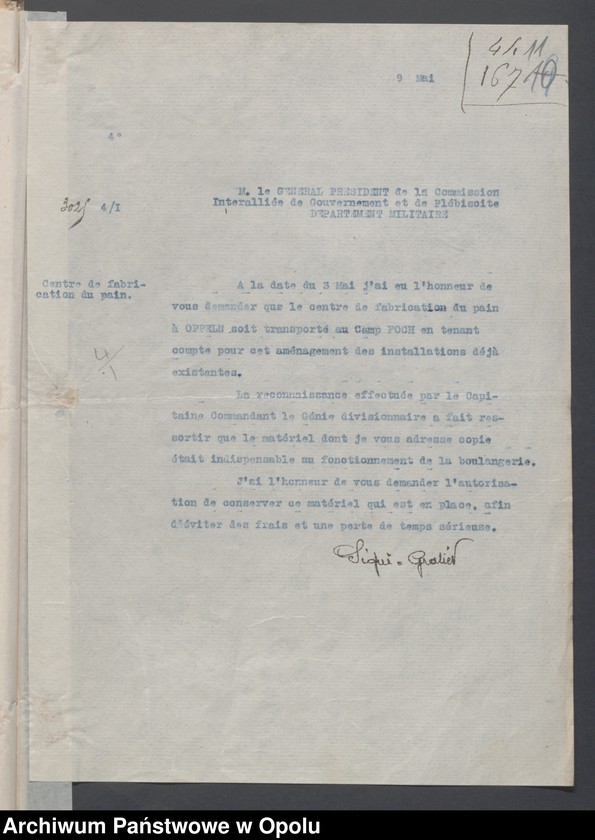 4411
9 Mai
4°
M. le GENERAL PRESIDENT de la Commission
Interalliée de Gouvernement et de Plébiscite
DEPARTEMENT MILITAIRE
3025 4/I
Centre de fabri-
cation du pain.
A la date du 3 Mai j'ai eu l'honneur de
vous demander que le centre de fabrication du pain
à OPPELN soit transporté au Camp FOCH en tenant
compte pour cet aménagement des installations déjà
existantes.
4/1
La reconnaissance effectuée par le Capi-
taine Commandant le Génie divisionnaire a fait res-
sortir que le matériel dont je vous adresse copie
était indispensable au fonctionnement de la boulangerie.
J'ai l'honneur de vous demander l'autorisa-
tion de conserver ce matériel qui est en place, afin
d'éviter des frais et une perte de temps sérieuse.
Signé = Gratier
Archiwum Państwowe w Opolu